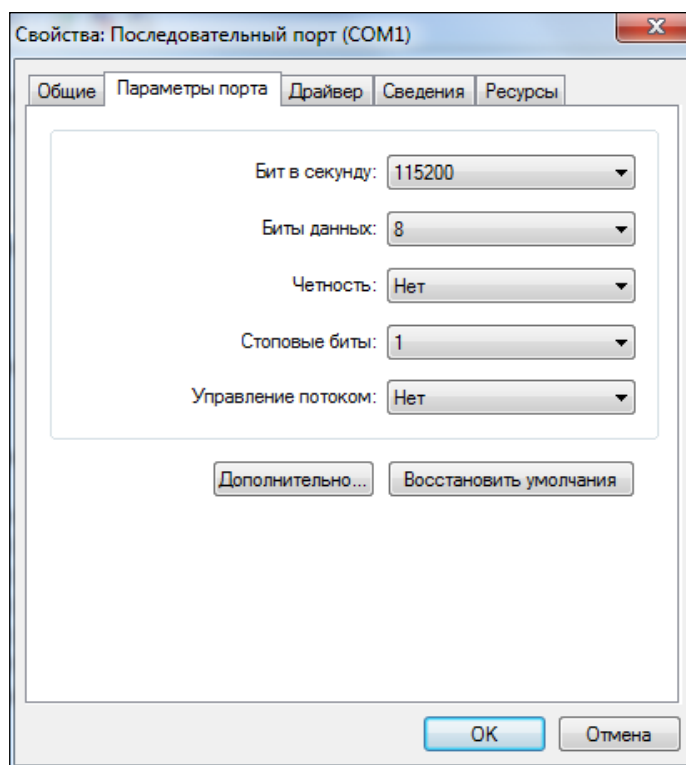 Свойства: Последовательный порт (COM1)
Общие Параметры порта Драйвер Сведения Ресурсы
Бит в секунду: 115200
Биты данных: 8
Четность: Нет
Стоповые биты: 1
Управление потоком: Нет
Дополнительно... Восстановить умолчания
OK Отмена